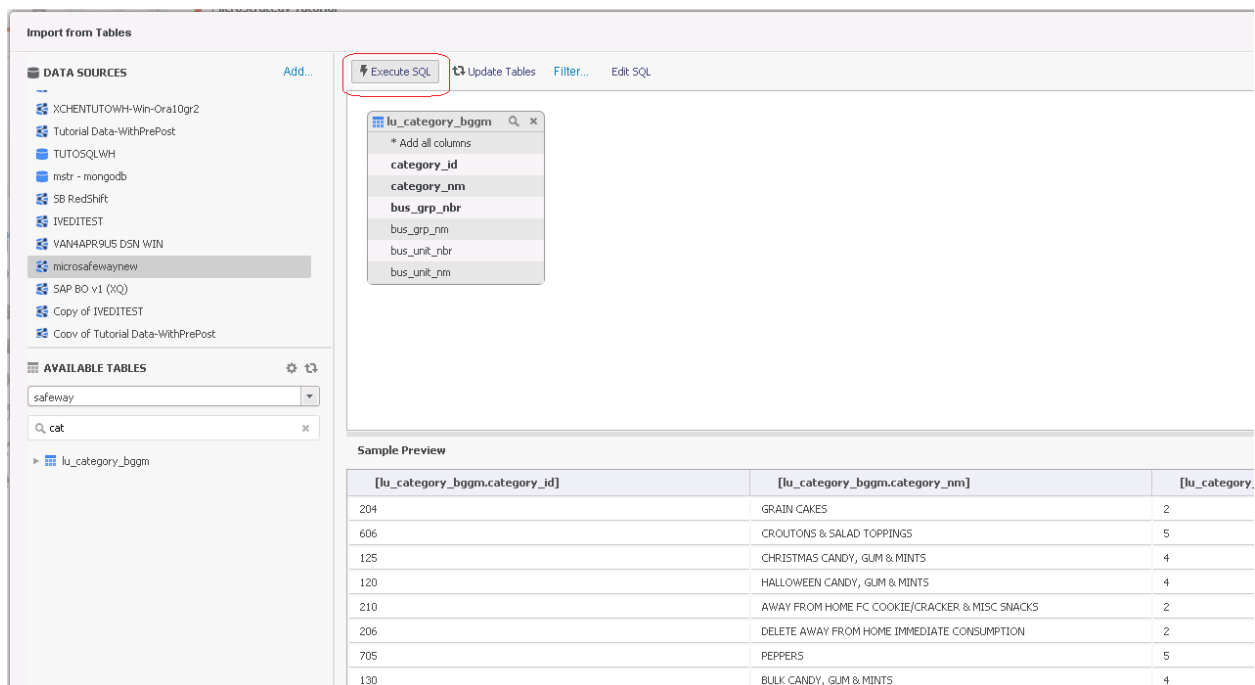 MicroStrategy Tutorial
Import from Tables
DATA SOURCES Add...
XCHENTUTOWH-Win-Ora10gr2
Tutorial Data-WithPrePost
TUTOSQLWH
mstr - mongodb
SB RedShift
IVEDITEST
VAN4APR9U5 DSN WIN
microsafewaynew
SAP BO v1 (XQ)
Copy of IVEDITEST
Copy of Tutorial Data-WithPrePost
AVAILABLE TABLES
safeway
cat
lu_category_bggm
Execute SQL Update Tables Filter... Edit SQL
lu_category_bggm
* Add all columns
category_id
category_nm
bus_grp_nbr
bus_grp_nm
bus_unit_nbr
bus_unit_nm
Sample Preview
[lu_category_bggm.category_id] [lu_category_bggm.category_nm] [lu_category_
204 GRAIN CAKES 2
606 CROUTONS & SALAD TOPPINGS 5
125 CHRISTMAS CANDY, GUM & MINTS 4
120 HALLOWEEN CANDY, GUM & MINTS 4
210 AWAY FROM HOME FC COOKIE/CRACKER & MISC SNACKS 2
206 DELETE AWAY FROM HOME IMMEDIATE CONSUMPTION 2
705 PEPPERS 5
130 BULK CANDY, GUM & MINTS 4